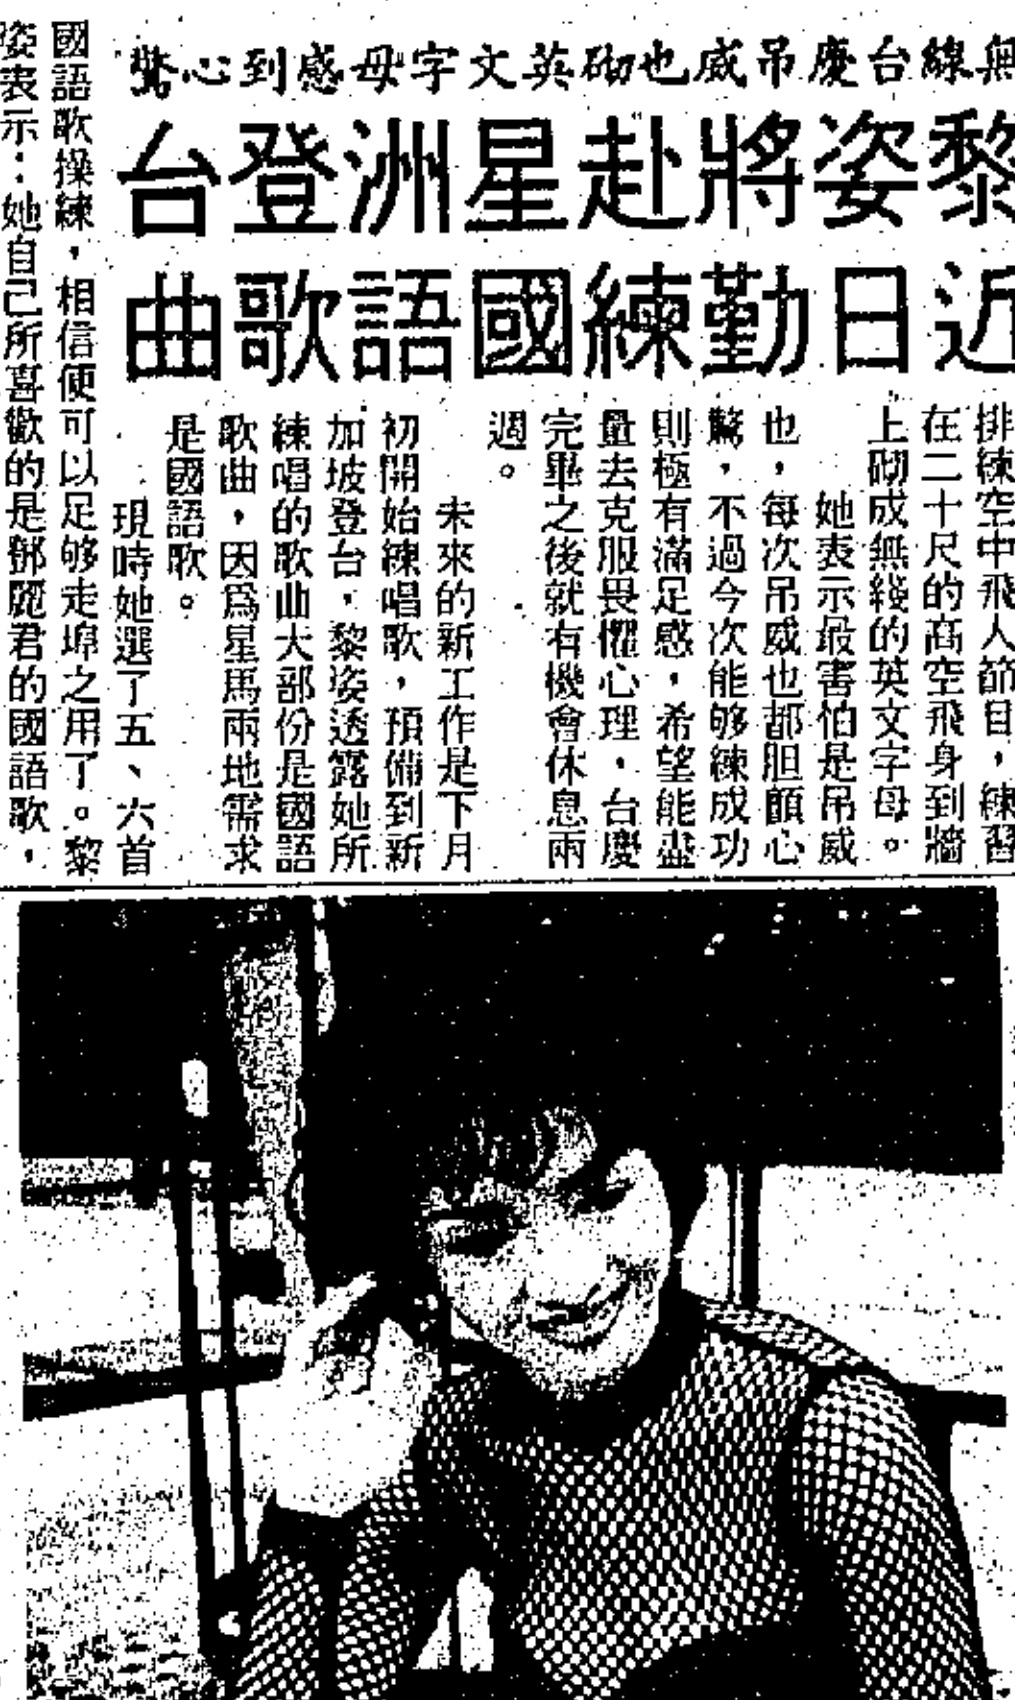 無線台慶吊威也砌英文字母感到心驚
黎姿將赴星洲登台
近日勤練國語歌曲
排練空中飛人節目，練習
在二十尺的高空飛身到牆
上砌成無綫的英文字母。
她表示最害怕是吊威
也，每次吊威也都胆顫心
驚，不過今次能够練成功
則極有滿足感，希望能盡
量去克服畏懼心理，台慶
完畢之後就有機會休息兩
週。
未來的新工作是下月
初開始練唱歌，預備到新
加坡登台，黎姿透露她所
練唱的歌曲大部份是國語
歌曲，因爲星馬兩地需求
是國語歌。
現時她選了五、六首
國語歌操練，相信便可以足够走埠之用了。黎
姿表示：她自己所喜歡的是鄧麗君的國語歌，